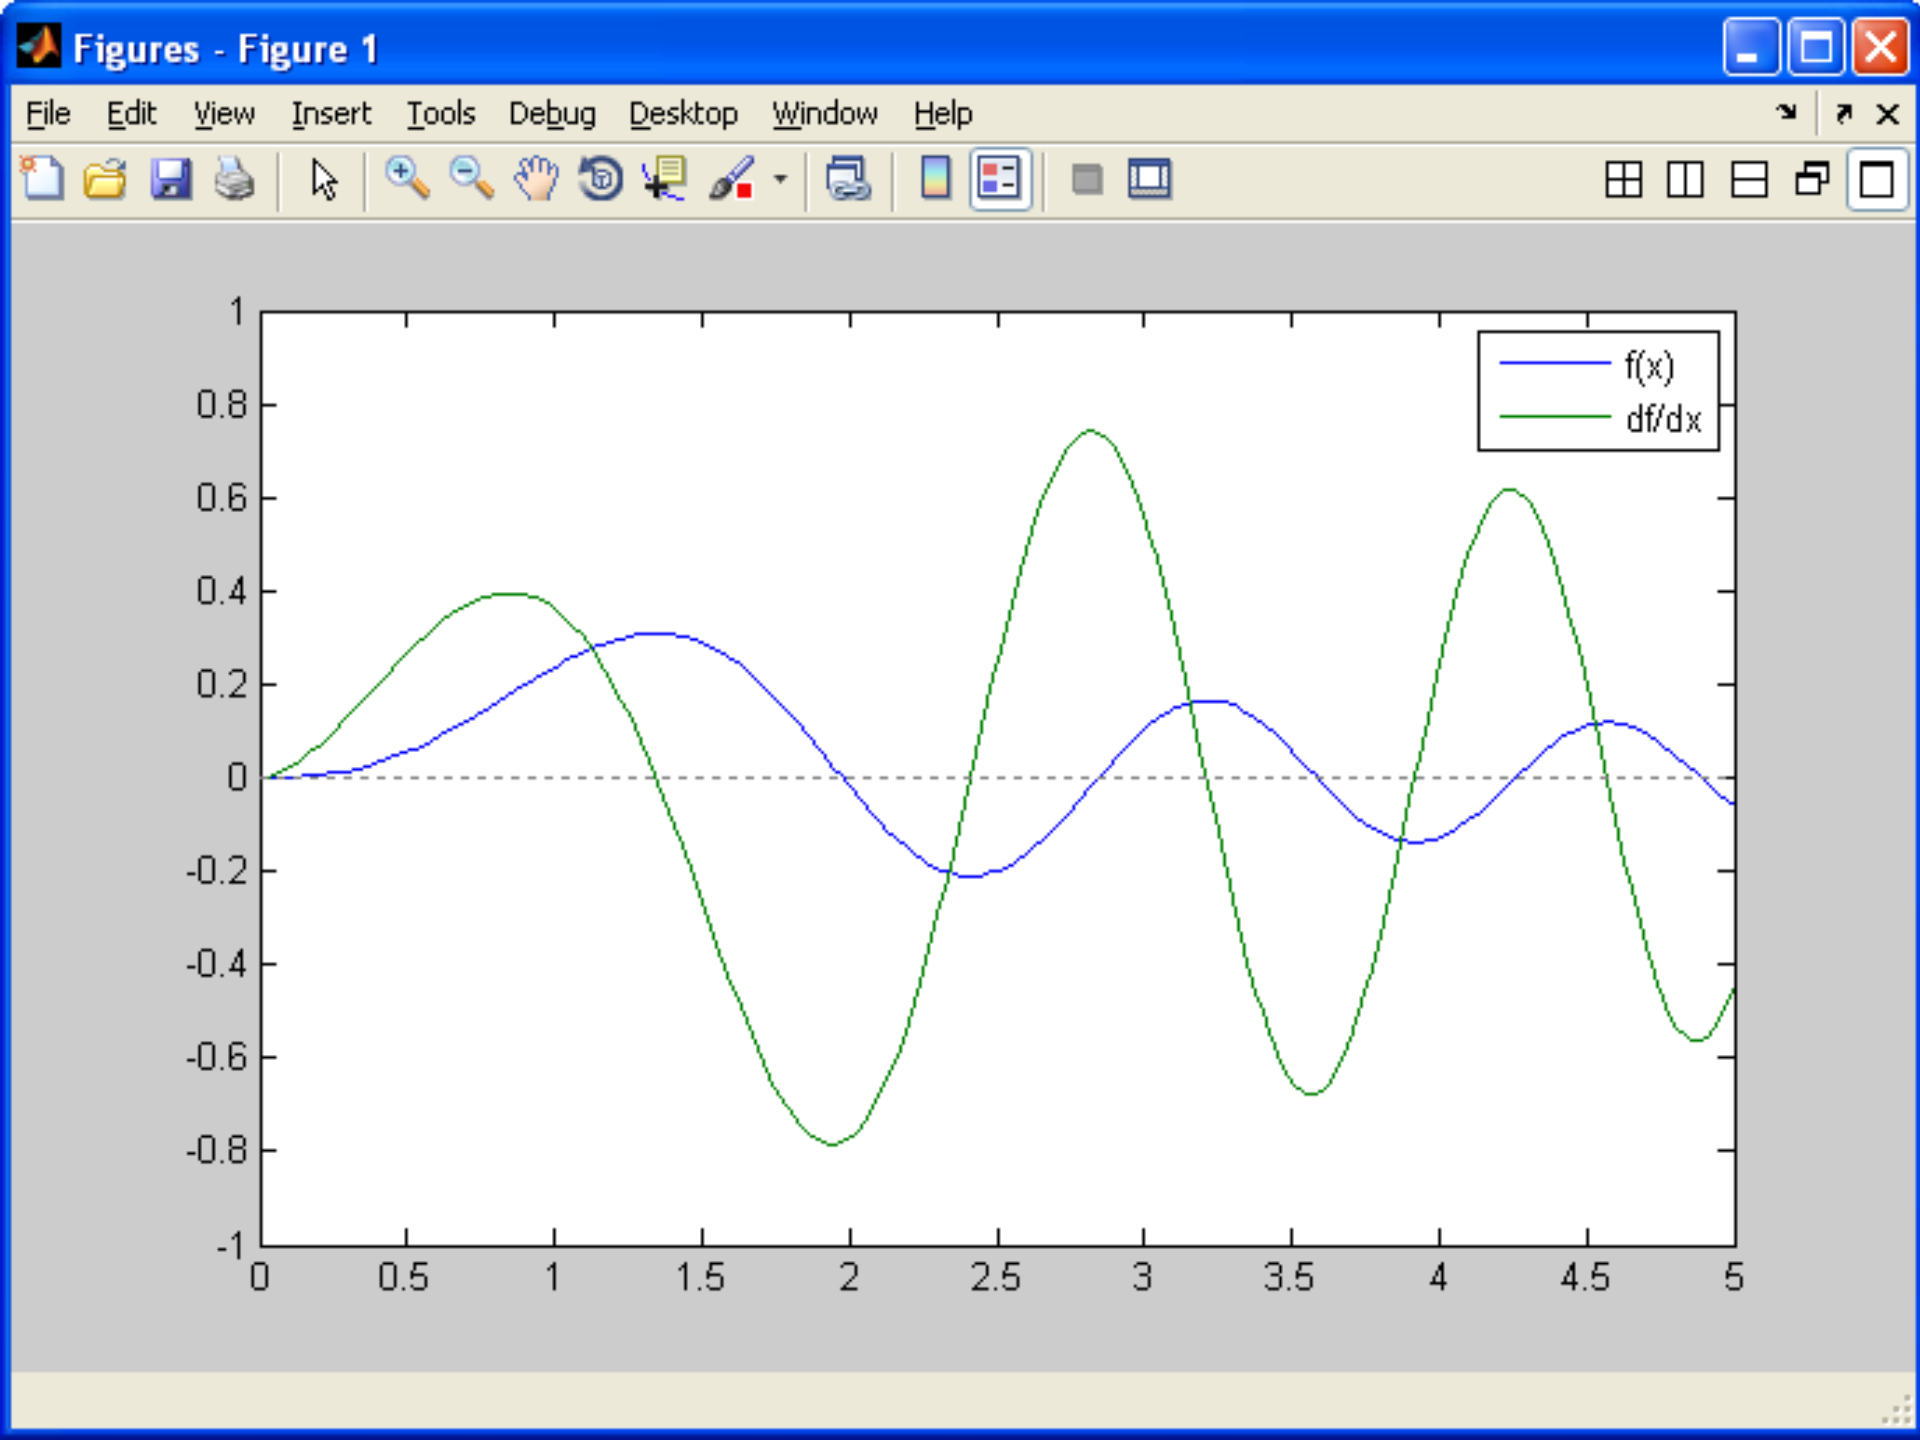 Figures - Figure 1
File Edit View Insert Tools Debug Desktop Window Help
1
0.8
0.6
0.4
0.2
0
-0.2
-0.4
-0.6
-0.8
-1
0 0.5 1 1.5 2 2.5 3 3.5 4 4.5 5
f(x)
df/dx